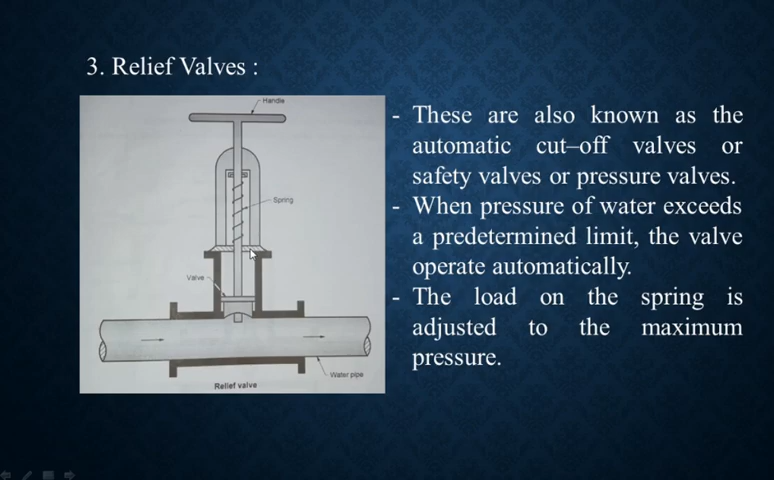 3. Relief Valves :
Handle
Spring
Valve
Water pipe
Relief valve
- These are also known as the
automatic cut–off valves or
safety valves or pressure valves.
- When pressure of water exceeds
a predetermined limit, the valve
operate automatically.
- The load on the spring is
adjusted to the maximum
pressure.